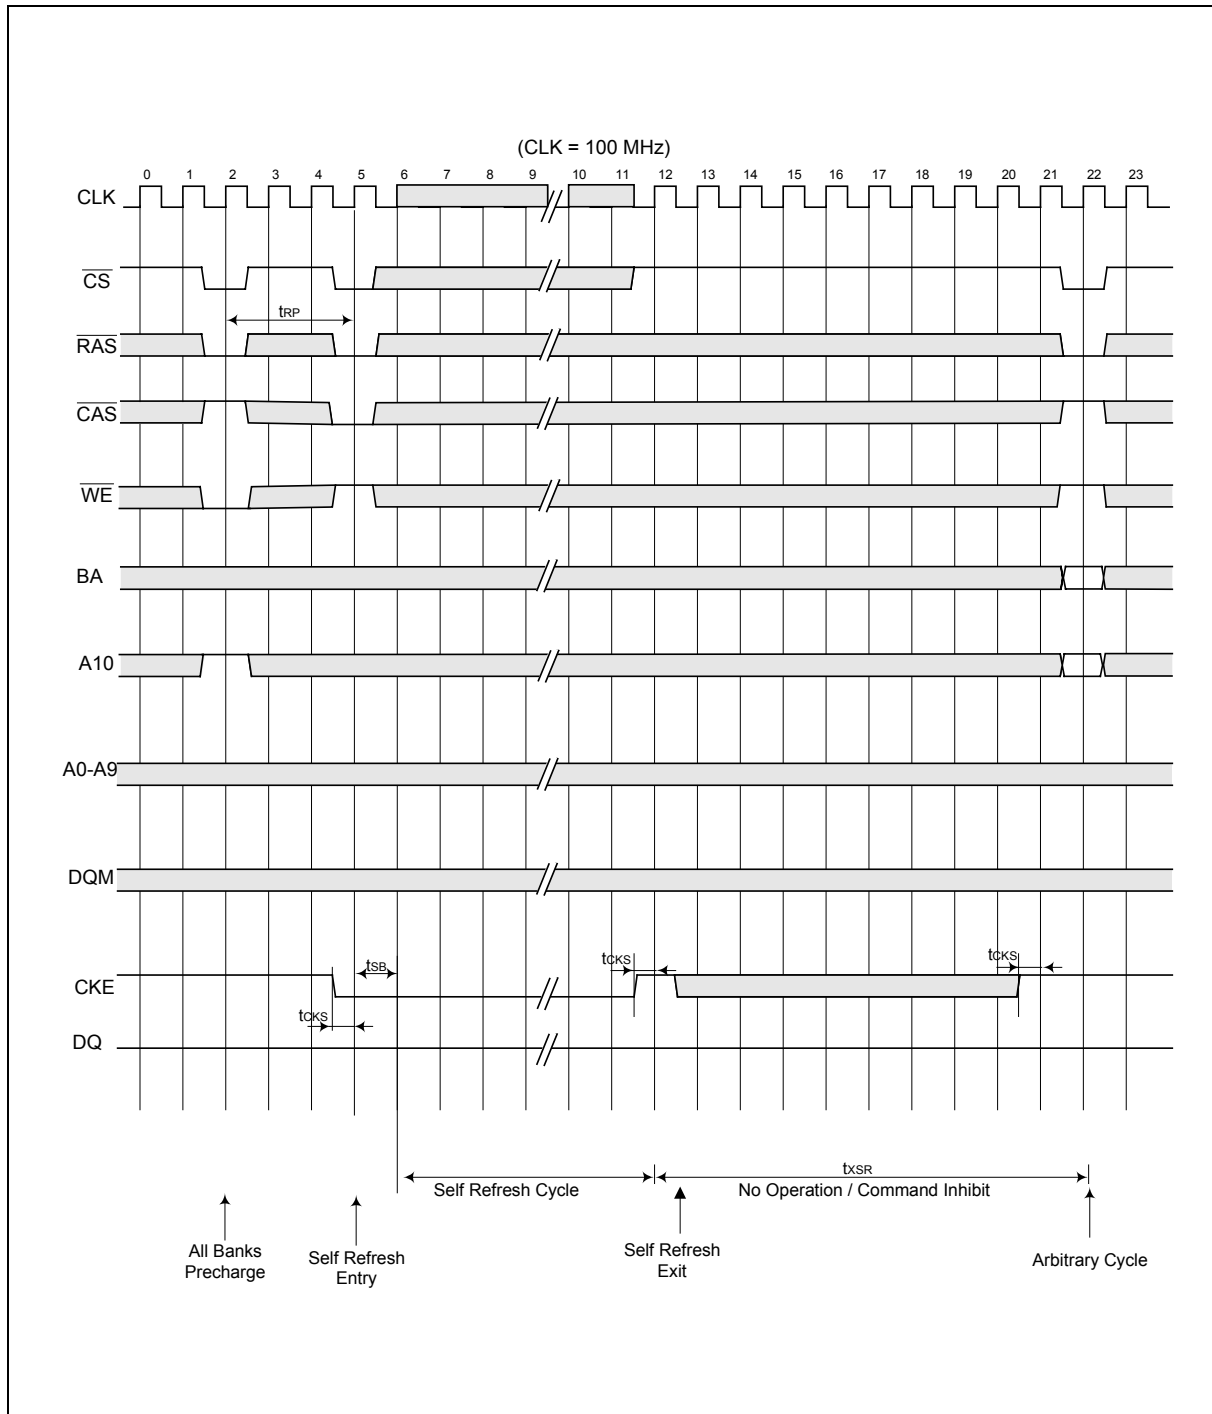 (CLK = 100 MHz)
0 1 2 3 4 5 6 7 8 9 10 11 12 13 14 15 16 17 18 19 20 21 22 23
CLK
CS
tRP
RAS
CAS
WE
BA
A10
A0-A9
DQM
tSB tCKS tCKS
CKE
tCKS
DQ
tXSR
Self Refresh Cycle No Operation / Command Inhibit
All Banks
Precharge
Self Refresh
Entry
Self Refresh
Exit
Arbitrary Cycle